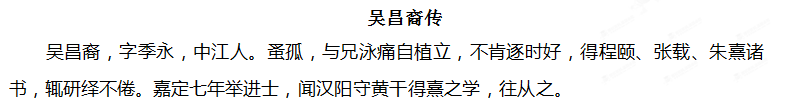 吴昌裔传
吴昌裔，字季永，中江人。蚤孤，与兄泳痛自植立，不肯逐时好，得程颐、张载、朱熹诸
书，辄研绎不倦。嘉定七年举进士，闻汉阳守黄干得熹之学，往从之。